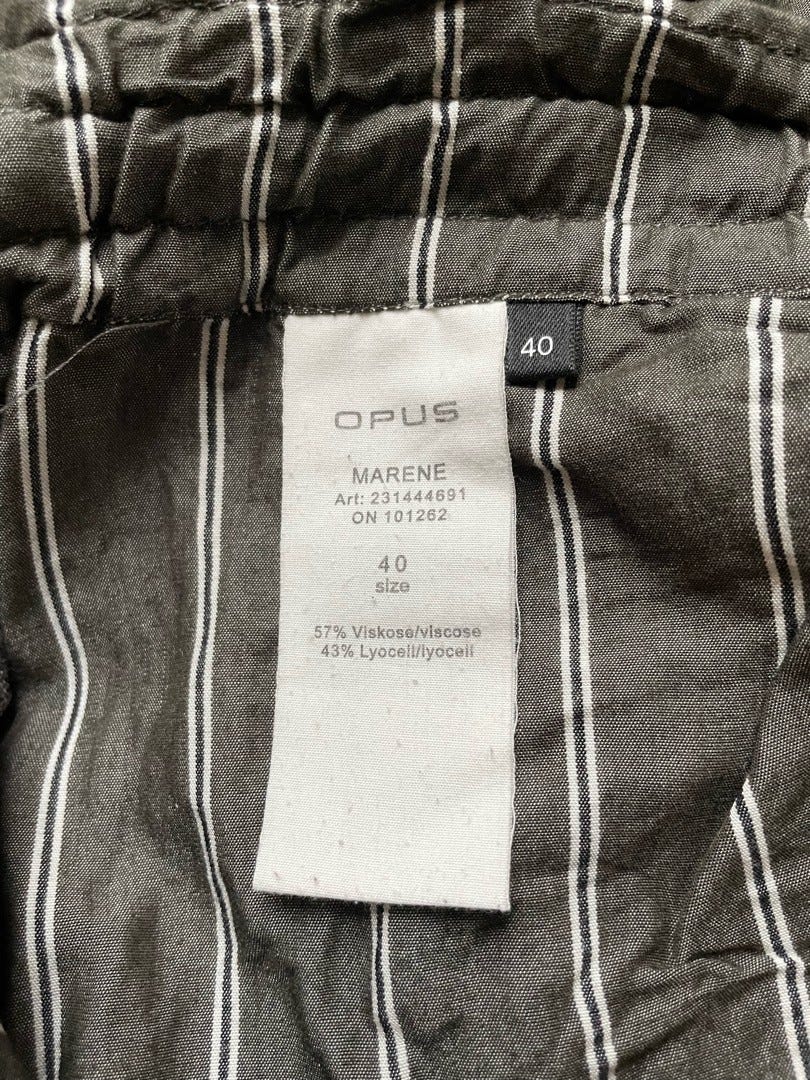 40
OPUS
MARENE
Art: 231444691
ON 101262
40
size
57% Viskose/viscose
43% Lyocell/lyocell